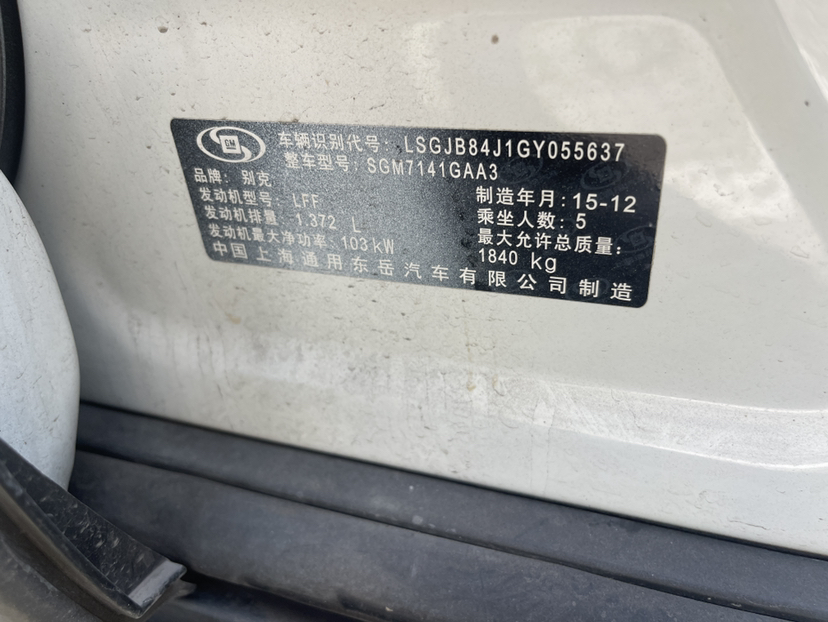 GM
车辆识别代号: LSGJB84J1GY055637
整车型号: SGM7141GAA3
品牌: 别克
发动机型号: LFF
制造年月: 15-12
发动机排量: 1.372 L
乘坐人数: 5
发动机最大净功率: 103 kW
最大允许总质量:
1840 kg
中国上海通用东岳汽车有限公司制造